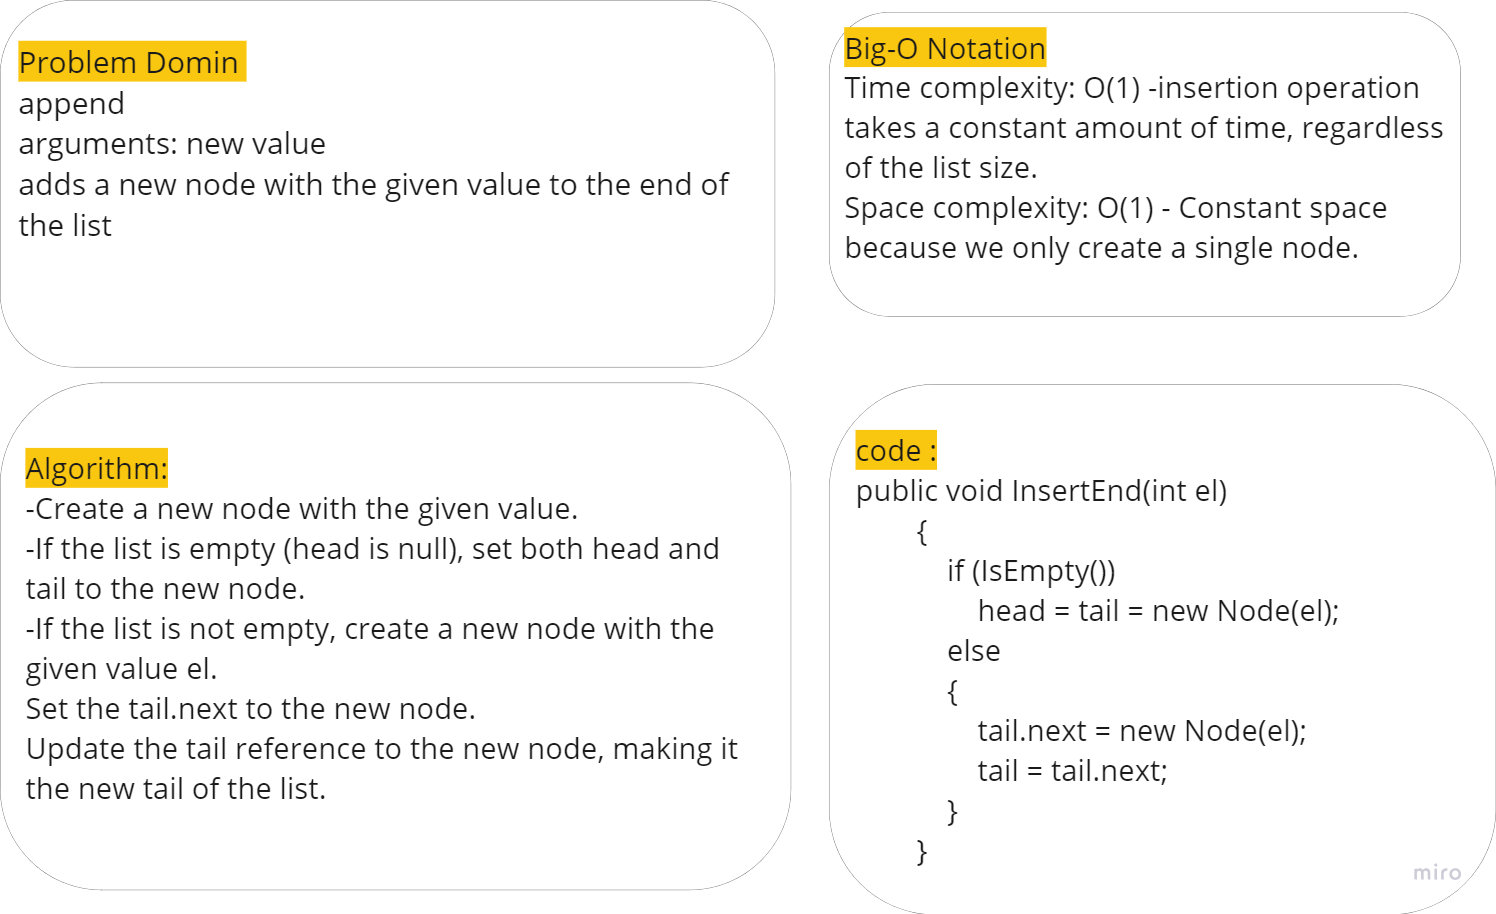 Problem Domin
append
arguments: new value
adds a new node with the given value to the end of
the list
Big-O Notation
Time complexity: O(1) -insertion operation
takes a constant amount of time, regardless
of the list size.
Space complexity: O(1) - Constant space
because we only create a single node.
Algorithm:
-Create a new node with the given value.
-If the list is empty (head is null), set both head and
tail to the new node.
-If the list is not empty, create a new node with the
given value el.
Set the tail.next to the new node.
Update the tail reference to the new node, making it
the new tail of the list.
code :
public void InsertEnd(int el)
{
if (IsEmpty())
head = tail = new Node(el);
else
{
tail.next = new Node(el);
tail = tail.next;
}
}
miro